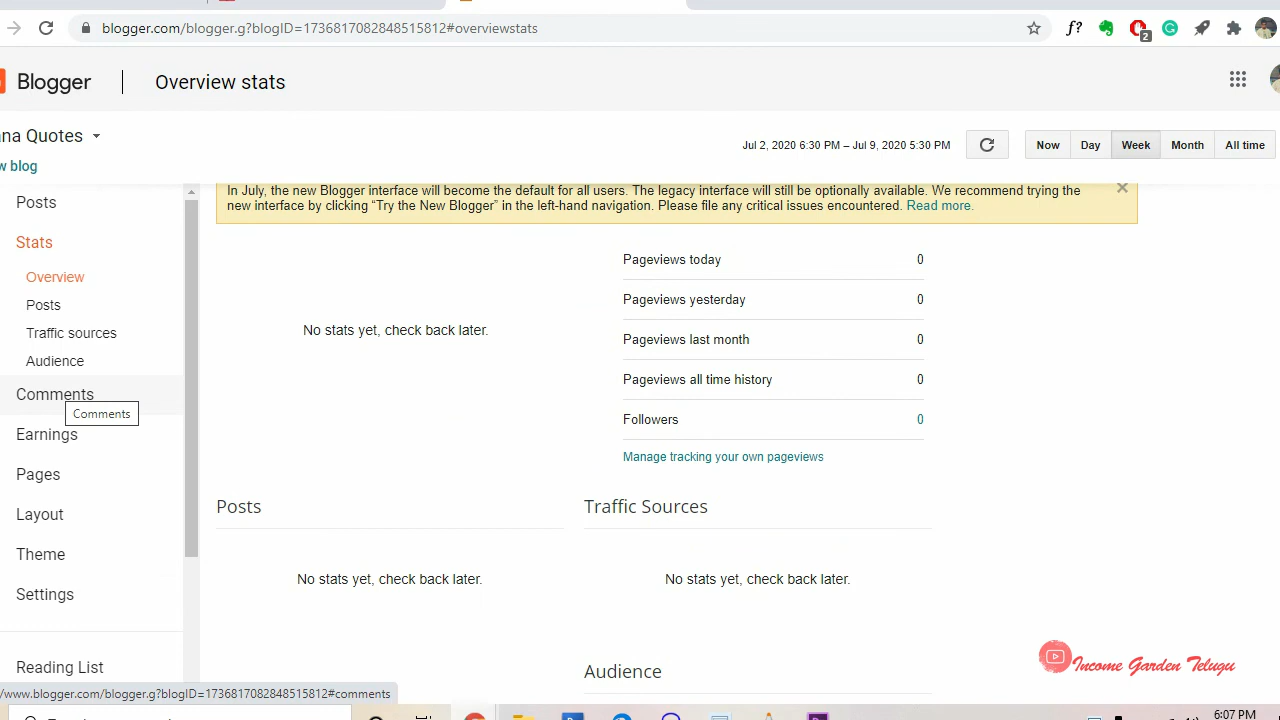 blogger.com/blogger.g?blogID=1736817082848515812#overviewstats
f?
2
Blogger
Overview stats
na Quotes
w blog
Jul 2, 2020 6:30 PM – Jul 9, 2020 5:30 PM
Now
Day
Week
Month
All time
In July, the new Blogger interface will become the default for all users. The legacy interface will still be optionally available. We recommend trying the
new interface by clicking “Try the New Blogger” in the left-hand navigation. Please file any critical issues encountered. Read more.
Posts
Stats
Overview
Posts
Traffic sources
Audience
Comments
Comments
Earnings
Pages
Layout
Theme
Settings
Reading List
No stats yet, check back later.
Pageviews today 0
Pageviews yesterday 0
Pageviews last month 0
Pageviews all time history 0
Followers 0
Manage tracking your own pageviews
Posts
Traffic Sources
No stats yet, check back later.
No stats yet, check back later.
Audience
Income Garden Telugu
/www.blogger.com/blogger.g?blogID=1736817082848515812#comments
6:07 PM